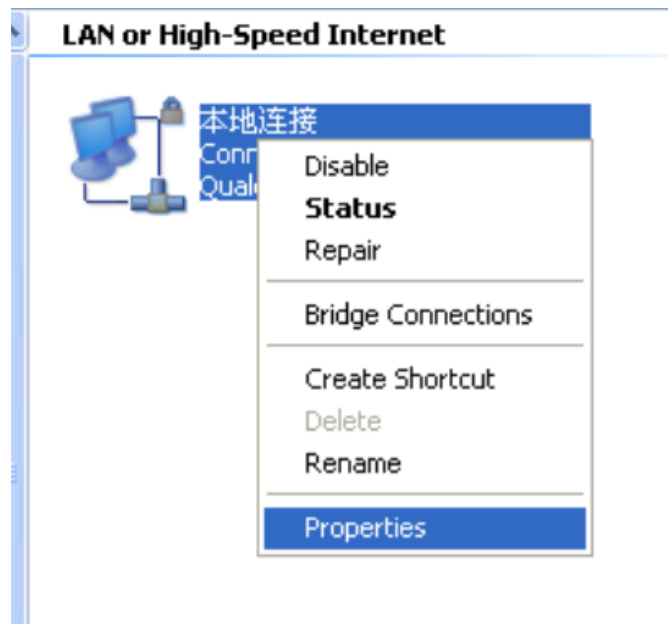 LAN or High-Speed Internet
本地连接
Disable
Status
Repair
Bridge Connections
Create Shortcut
Delete
Rename
Properties